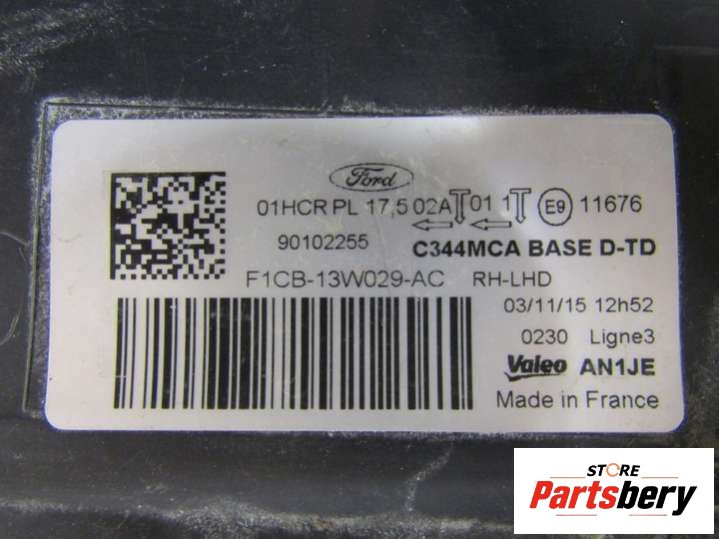 Ford
01HCR PL 17,5 02A 01 1 E9 11676
90102255 C344MCA BASE D-TD
F1CB-13W029-AC RH-LHD
03/11/15 12h52
0230 Ligne3
Valeo AN1JE
Made in France
STORE
Partsbery